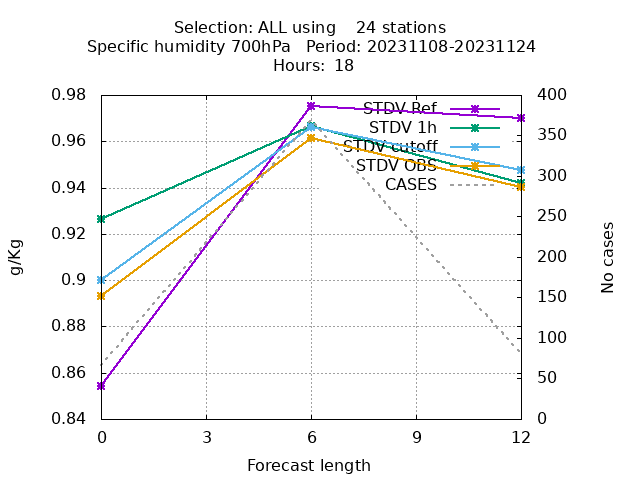 Selection: ALL using    24 stations
Specific humidity 700hPa   Period: 20231108-20231124
Hours: 18
0.98
0.96
0.94
0.92
0.9
0.88
0.86
0.84
g/Kg
STDV Ref
STDV 1h
STDV cutoff
STDV OBS
CASES
400
350
300
250
200
150
100
50
0
No cases
0 3 6 9 12
Forecast length